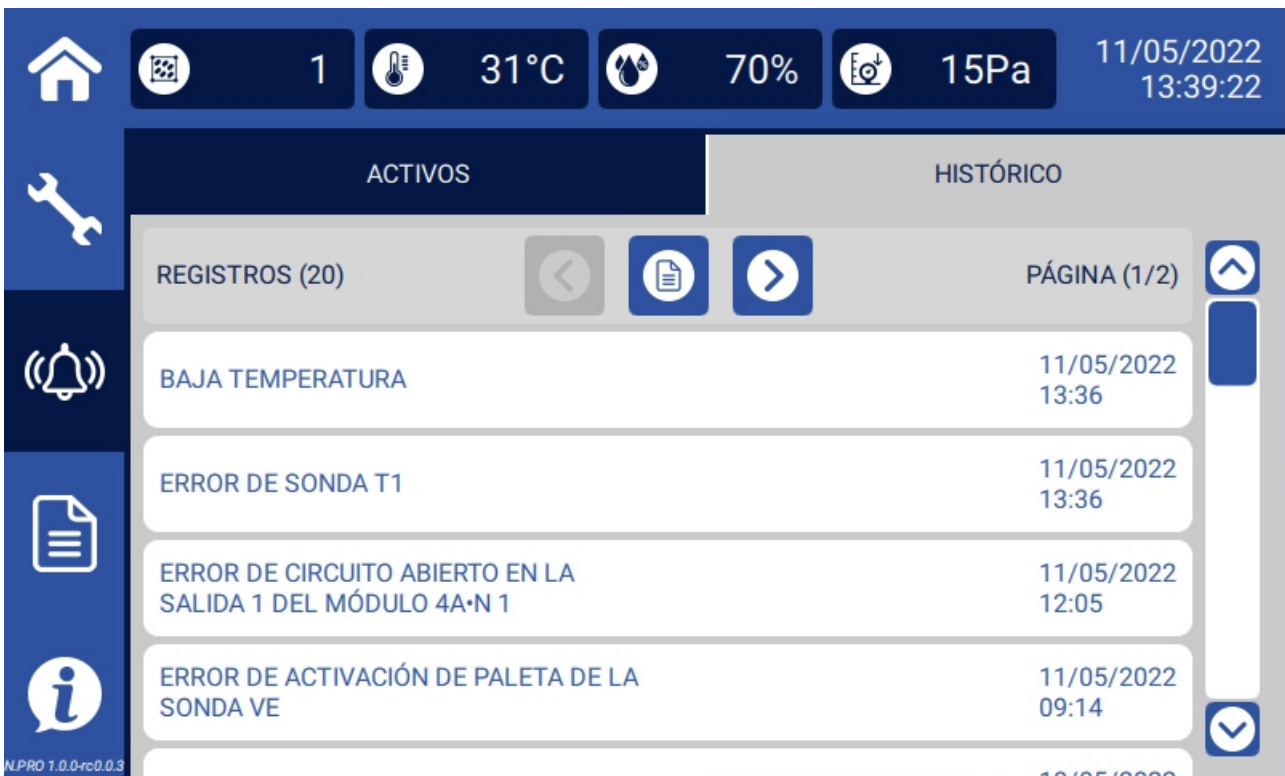 1
31°C
70%
15Pa
11/05/2022
13:39:22
ACTIVOS
HISTÓRICO
REGISTROS (20)
PÁGINA (1/2)
BAJA TEMPERATURA
11/05/2022
13:36
ERROR DE SONDA T1
11/05/2022
13:36
ERROR DE CIRCUITO ABIERTO EN LA
SALIDA 1 DEL MÓDULO 4A•N 1
11/05/2022
12:05
ERROR DE ACTIVACIÓN DE PALETA DE LA
SONDA VE
11/05/2022
09:14
N.PRO 1.0.0-rc0.0.3